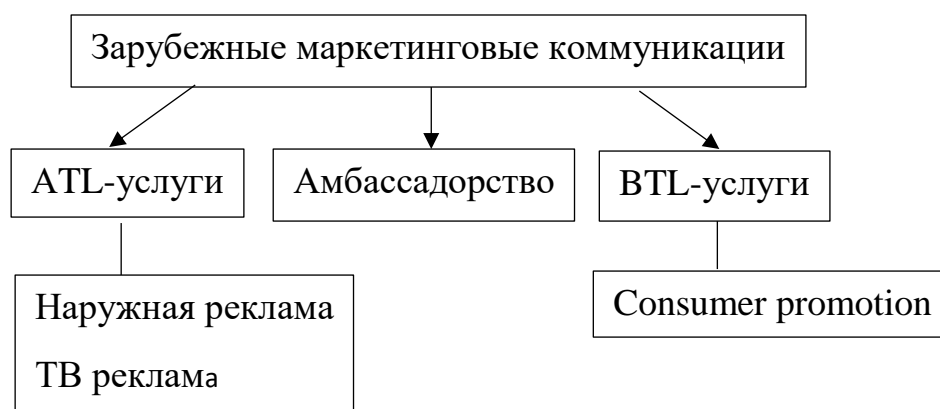 Зарубежные маркетинговые коммуникации
ATL-услуги
Амбассадорство
BTL-услуги
Наружная реклама
ТВ реклама
Consumer promotion